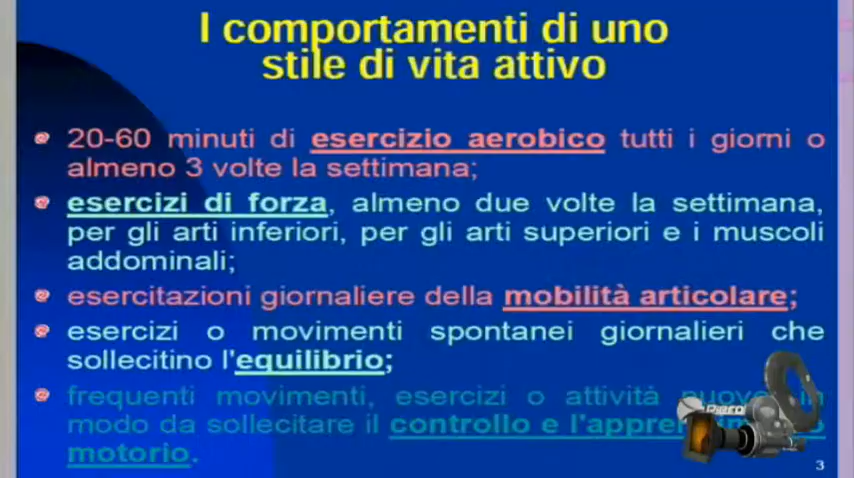 I comportamenti di uno
stile di vita attivo
20-60 minuti di esercizio aerobico tutti i giorni o
almeno 3 volte la settimana;
esercizi di forza, almeno due volte la settimana,
per gli arti inferiori, per gli arti superiori e i muscoli
addominali;
esercitazioni giornaliere della mobilità articolare;
esercizi o movimenti spontanei giornalieri che
sollecitino l'equilibrio;
frequenti movimenti, esercizi o attività nuove in
modo da sollecitare il controllo e
motorio.
Piero
3